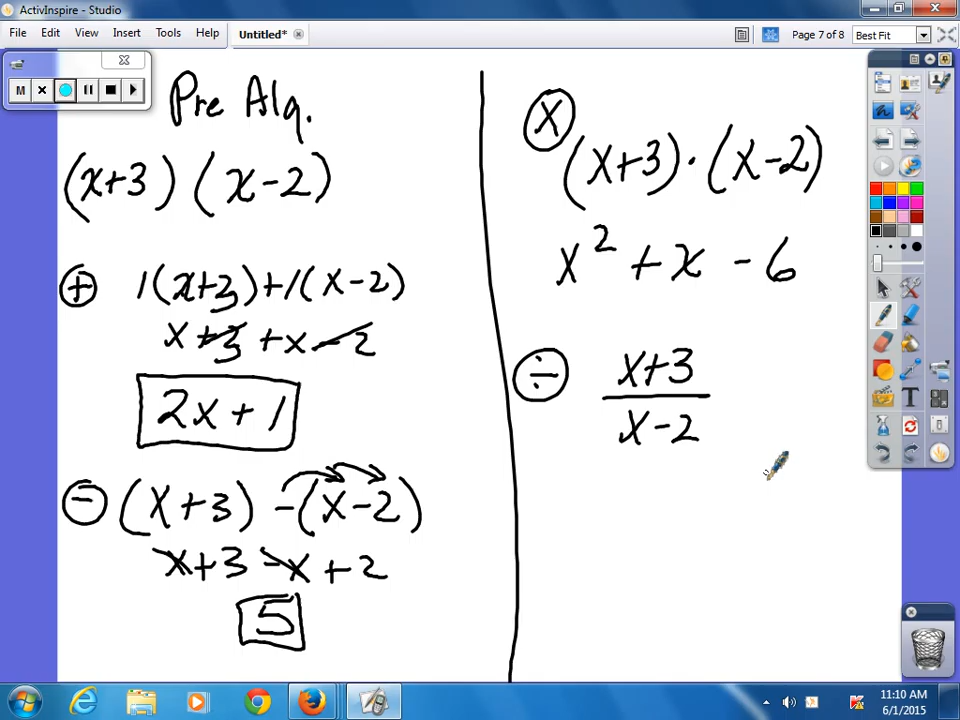 ActivInspire - Studio
File Edit View Insert Tools Help Untitled* Page 7 of 8 Best Fit
M
Pre Alg.
(x+3) (x-2)
+ 1(x+3)+1(x-2)
x+3+x-2
2x+1
- (x+3) -(x-2)
x+3-x+2
5
x
(x+3)·(x-2)
x² + x - 6
÷ x+3
x-2
T
11:10 AM
6/1/2015